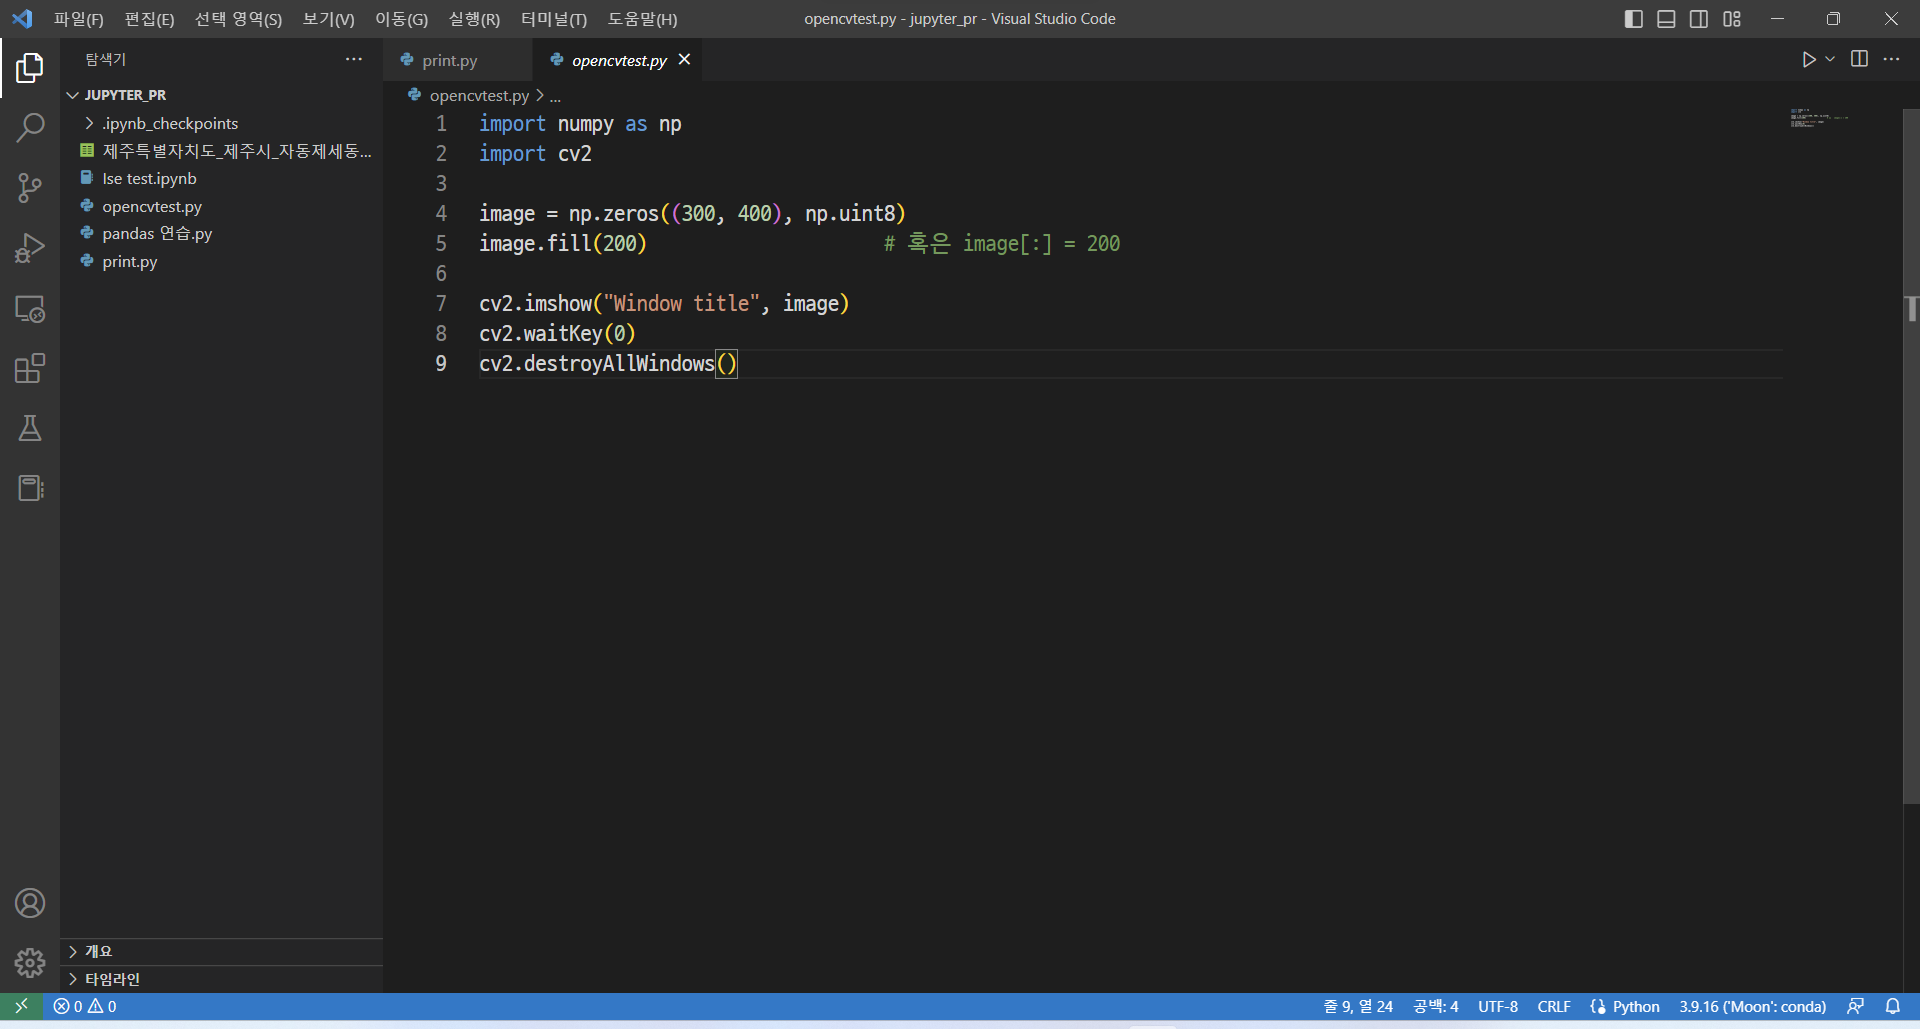 파일(F) 편집(E) 선택 영역(S) 보기(V) 이동(G) 실행(R) 터미널(T) 도움말(H) opencvtest.py - jupyter_pr - Visual Studio Code
탐색기 ...
JUPYTER_PR
.ipynb_checkpoints
제주특별자치도_제주시_자동제세동...
lse test.ipynb
opencvtest.py
pandas 연습.py
print.py
개요
타임라인
print.py opencvtest.py
opencvtest.py > ...
1 import numpy as np
2 import cv2
3
4 image = np.zeros((300, 400), np.uint8)
5 image.fill(200) # 혹은 image[:] = 200
6
7 cv2.imshow("Window title", image)
8 cv2.waitKey(0)
9 cv2.destroyAllWindows()
0 0 줄 9, 열 24 공백: 4 UTF-8 CRLF Python 3.9.16 ('Moon': conda)